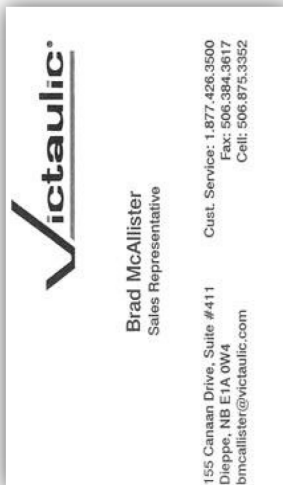 Victaulic®
Brad McAllister
Sales Representative
155 Canaan Drive, Suite #411
Dieppe, NB E1A 0W4
bmcallister@victaulic.com
Cust. Service: 1.877.426.3500
Fax: 506.384.3617
Cell: 506.875.3352